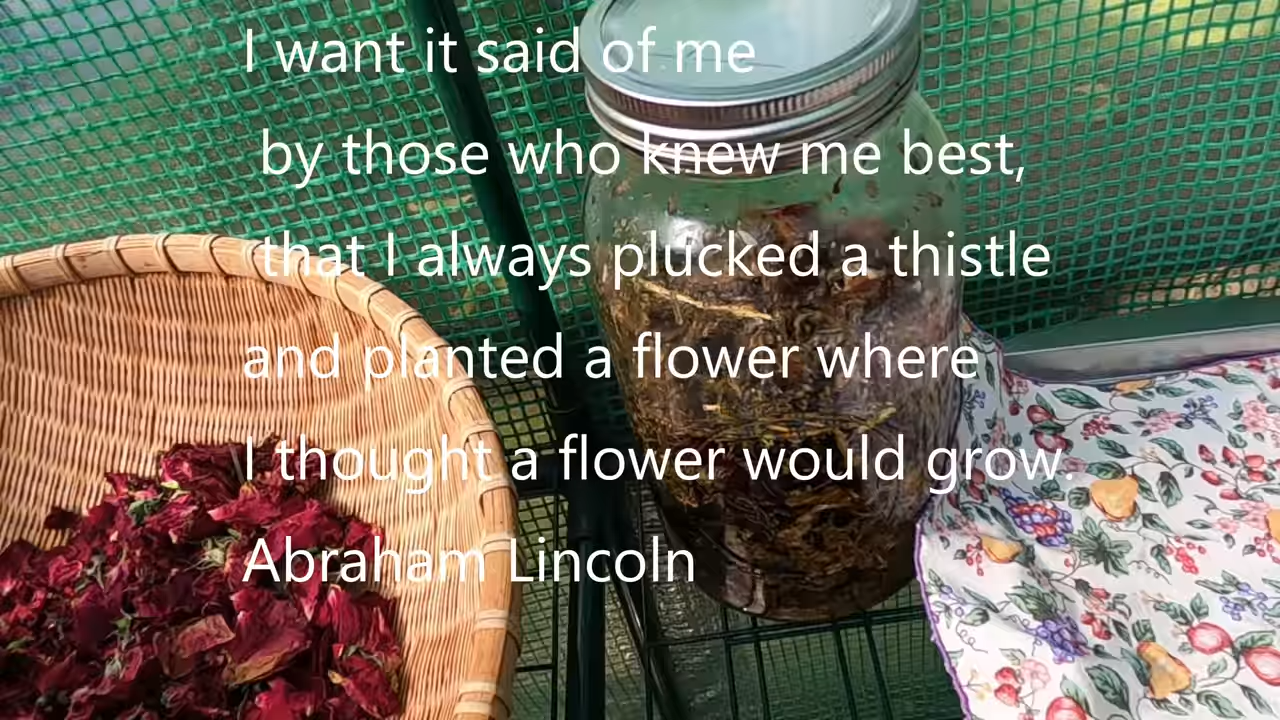 I want it said of me
by those who knew me best,
that I always plucked a thistle
and planted a flower where
I thought a flower would grow.
Abraham Lincoln